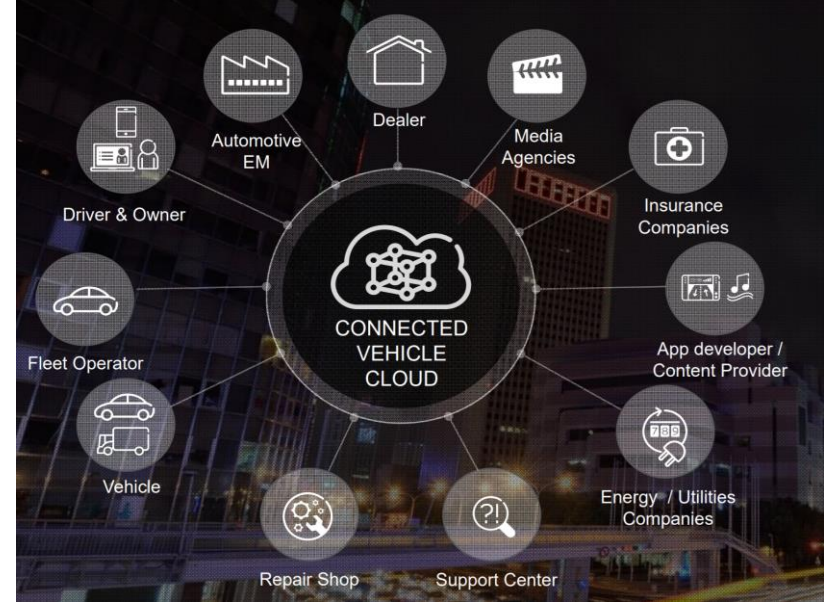 Dealer
Automotive
EM
Media
Agencies
Driver & Owner
Insurance
Companies
CONNECTED
VEHICLE
CLOUD
Fleet Operator
App developer /
Content Provider
Vehicle
789
Energy / Utilities
Companies
?!
Repair Shop
Support Center